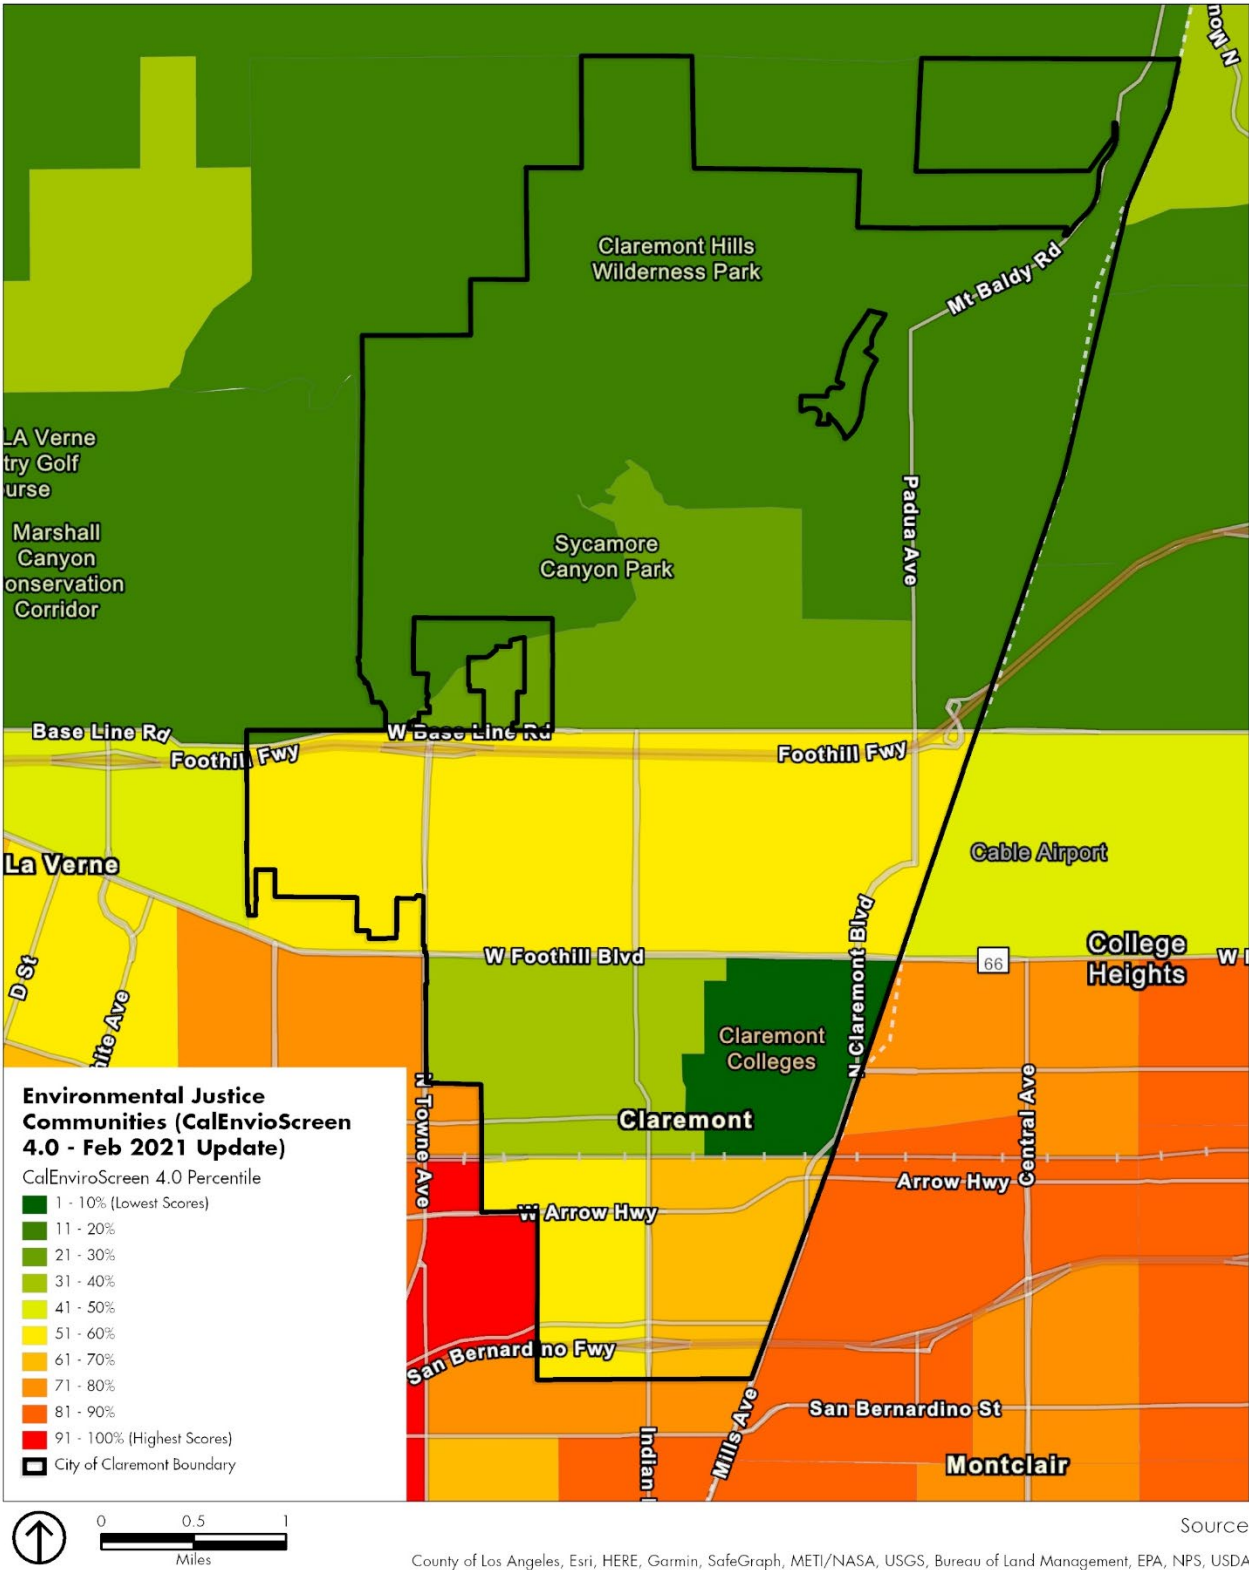 N Mou
Claremont Hills
Wilderness Park
Mt Baldy Rd
LA Verne
try Golf
urse
Padua Ave
Marshall
Canyon
onservation
Corridor
Sycamore
Canyon Park
Base Line Rd
W Base Line Rd
Foothill Fwy
Foothill Fwy
Cable Airport
La Verne
N Claremont Blvd
College
Heights
W Foothill Blvd
66
W
D St
hite Ave
Claremont
Colleges
Claremont
N Towne Ave
Central Ave
Arrow Hwy
W Arrow Hwy
San Bernardino Fwy
San Bernardino St
Mills Ave
Indian
Montclair
Environmental Justice
Communities (CalEnvioScreen
4.0 - Feb 2021 Update)
CalEnviroScreen 4.0 Percentile
1 - 10% (Lowest Scores)
11 - 20%
21 - 30%
31 - 40%
41 - 50%
51 - 60%
61 - 70%
71 - 80%
81 - 90%
91 - 100% (Highest Scores)
City of Claremont Boundary
0 0.5 1
Miles
Source
County of Los Angeles, Esri, HERE, Garmin, SafeGraph, METI/NASA, USGS, Bureau of Land Management, EPA, NPS, USDA